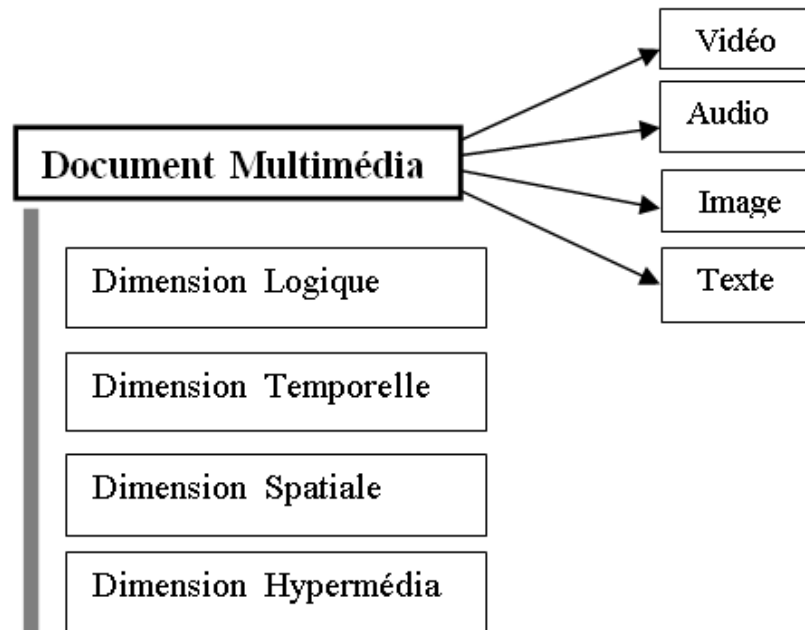 Document Multimédia
Vidéo
Audio
Image
Texte
Dimension Logique
Dimension Temporelle
Dimension Spatiale
Dimension Hypermédia